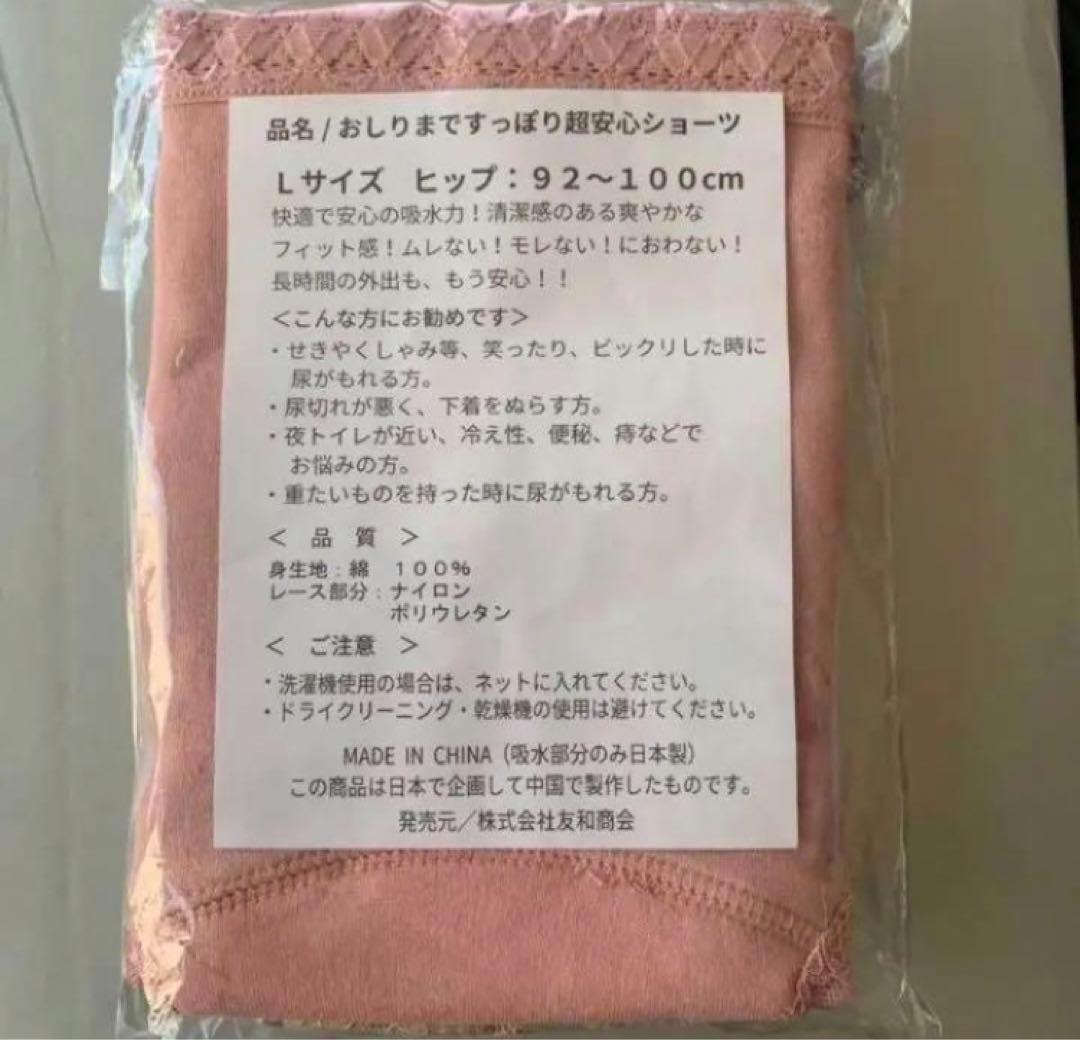 品名/おしりまですっぽり超安心ショーツ
Lサイズ　ヒップ：９２〜１００cm
快適で安心の吸水力！清潔感のある爽やかな
フィット感！ムレない！モレない！におわない！
長時間の外出も、もう安心！！
＜こんな方にお勧めです＞
・せきやくしゃみ等、笑ったり、ビックリした時に
尿がもれる方。
・尿切れが悪く、下着をぬらす方。
・夜トイレが近い、冷え性、便秘、痔などで
お悩みの方。
・重たいものを持った時に尿がもれる方。
＜　品　質　＞
身生地：綿　１００％
レース部分：ナイロン
ポリウレタン
＜　ご注意　＞
・洗濯機使用の場合は、ネットに入れてください。
・ドライクリーニング・乾燥機の使用は避けてください。
MADE IN CHINA（吸水部分のみ日本製）
この商品は日本で企画して中国で製作したものです。
発売元／株式会社友和商会